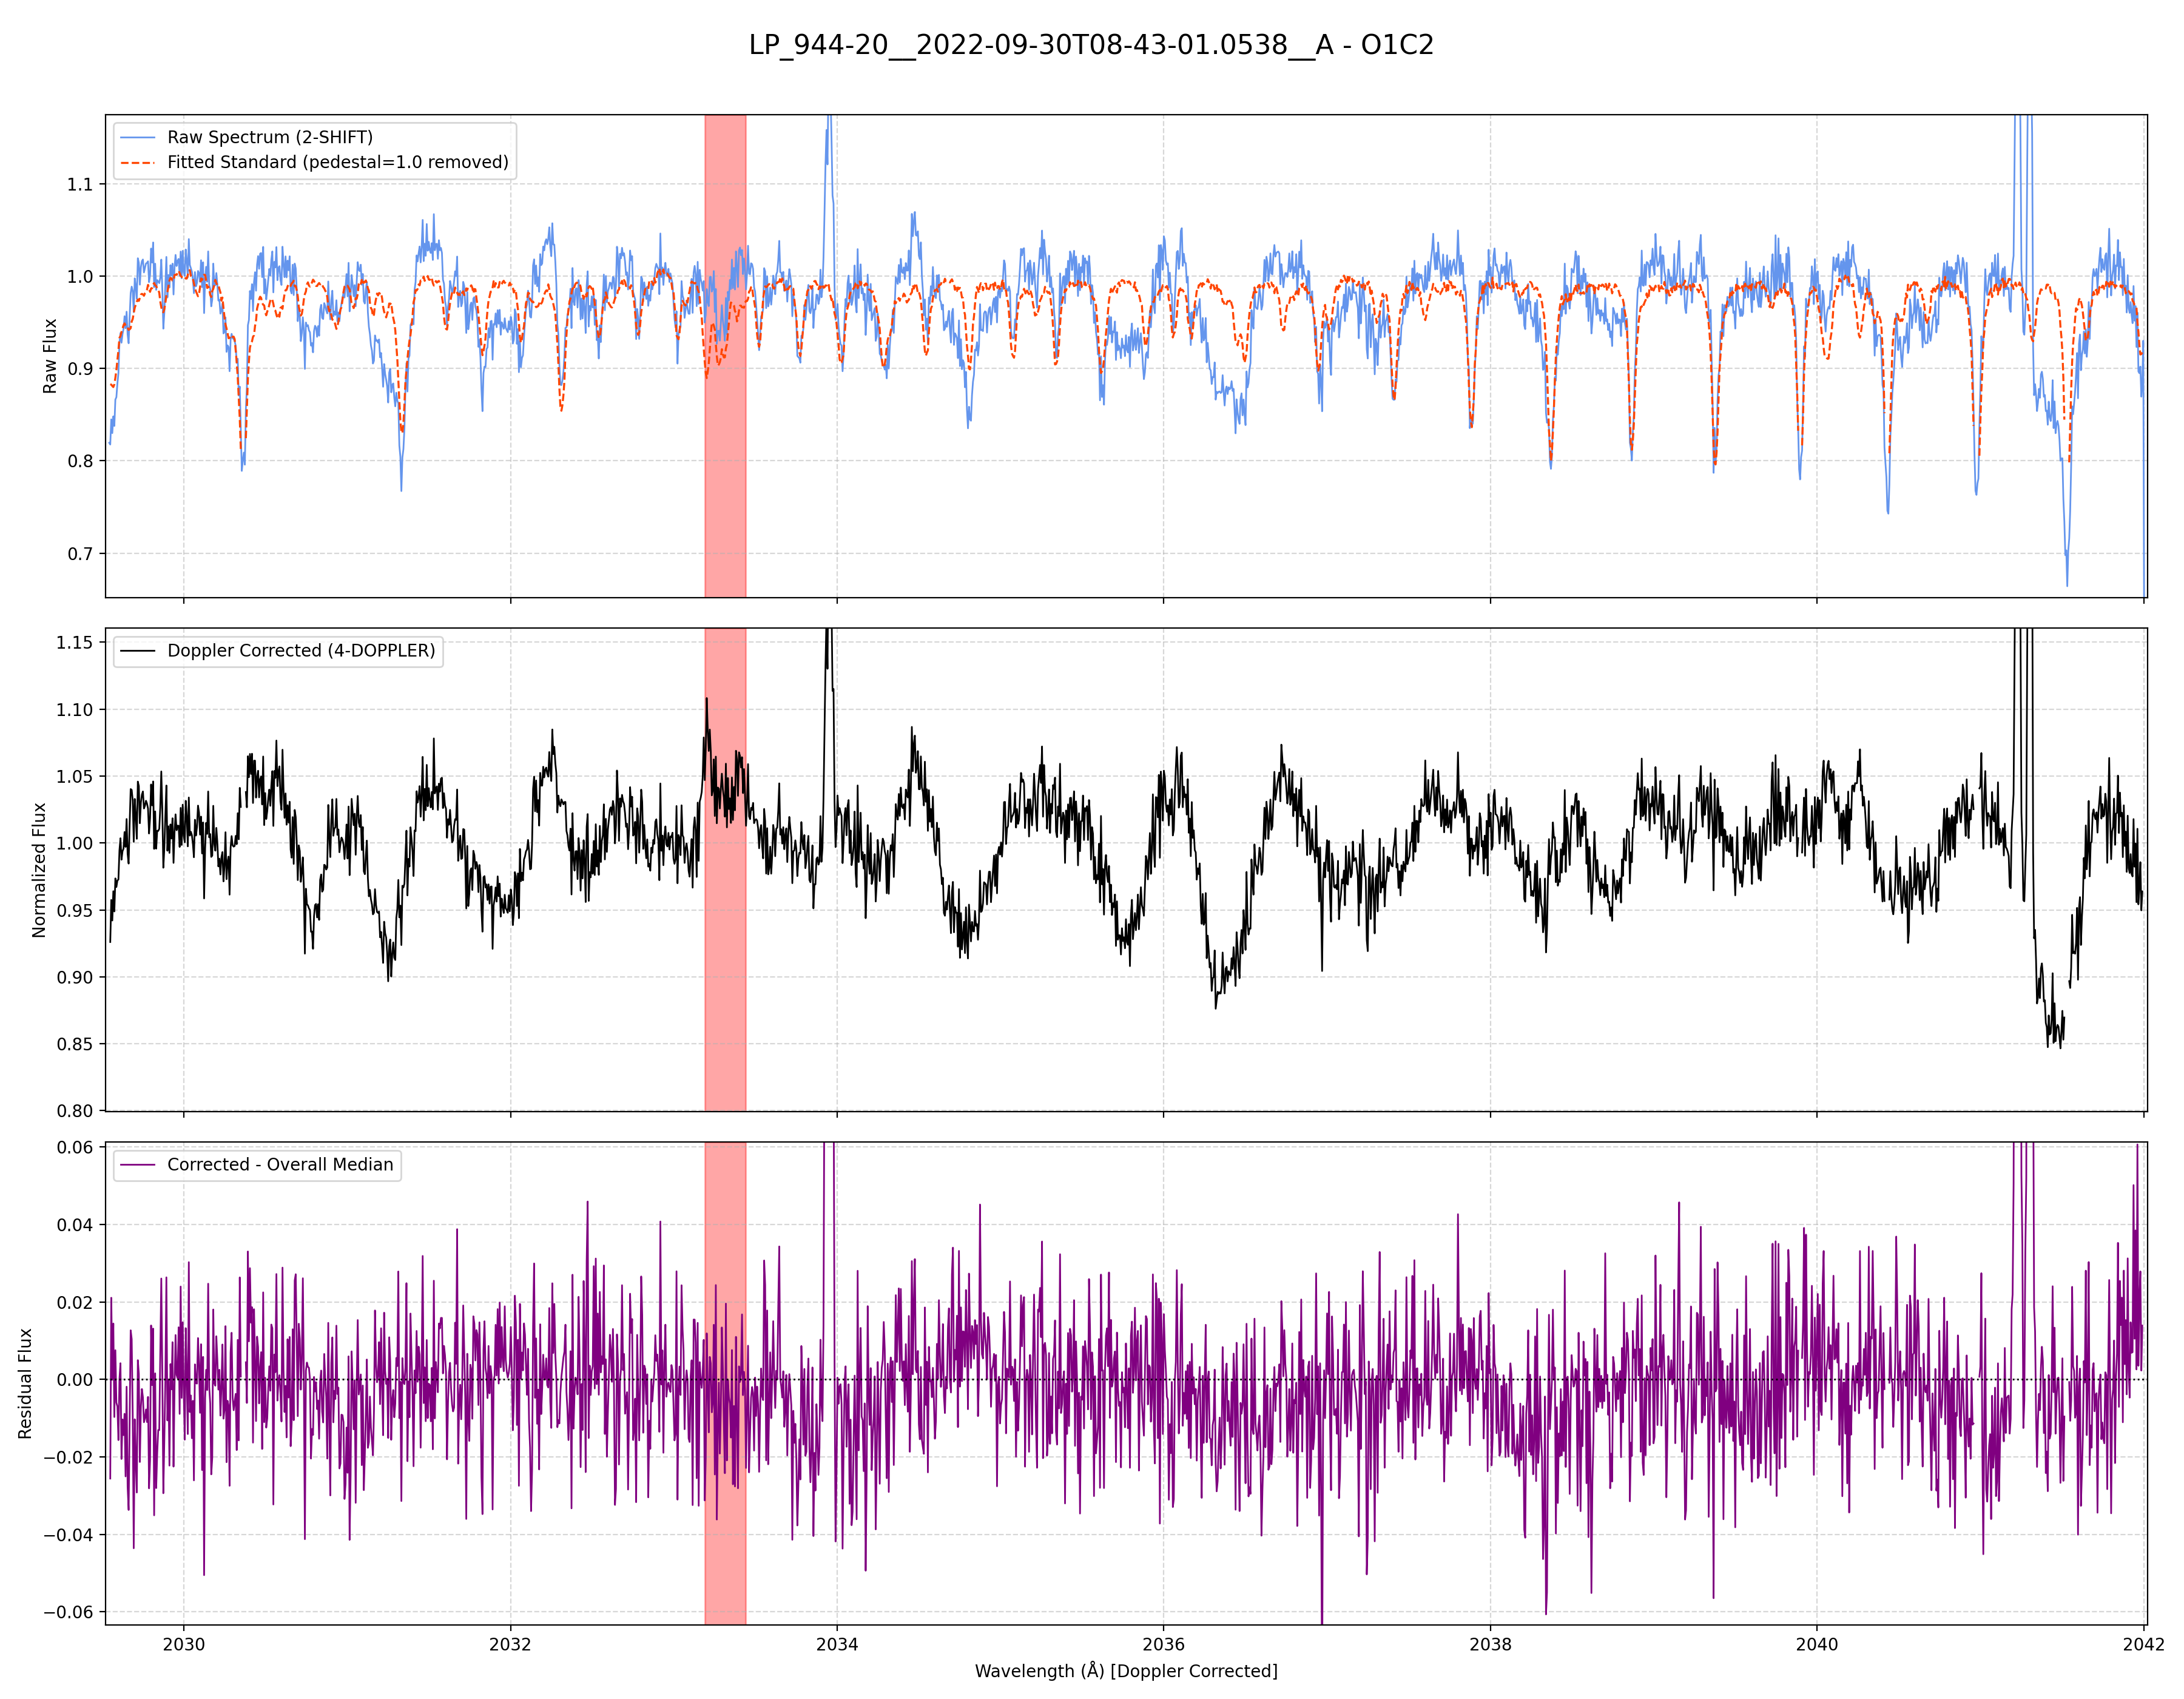 LP_944-20__2022-09-30T08-43-01.0538__A - O1C2
Raw Spectrum (2-SHIFT)
Fitted Standard (pedestal=1.0 removed)
1.1
1.0
0.9
0.8
0.7
Raw Flux
Doppler Corrected (4-DOPPLER)
1.15
1.10
1.05
1.00
0.95
0.90
0.85
0.80
Normalized Flux
Corrected - Overall Median
0.06
0.04
0.02
0.00
−0.02
−0.04
−0.06
Residual Flux
2030 2032 2034 2036 2038 2040 2042
Wavelength (Å) [Doppler Corrected]